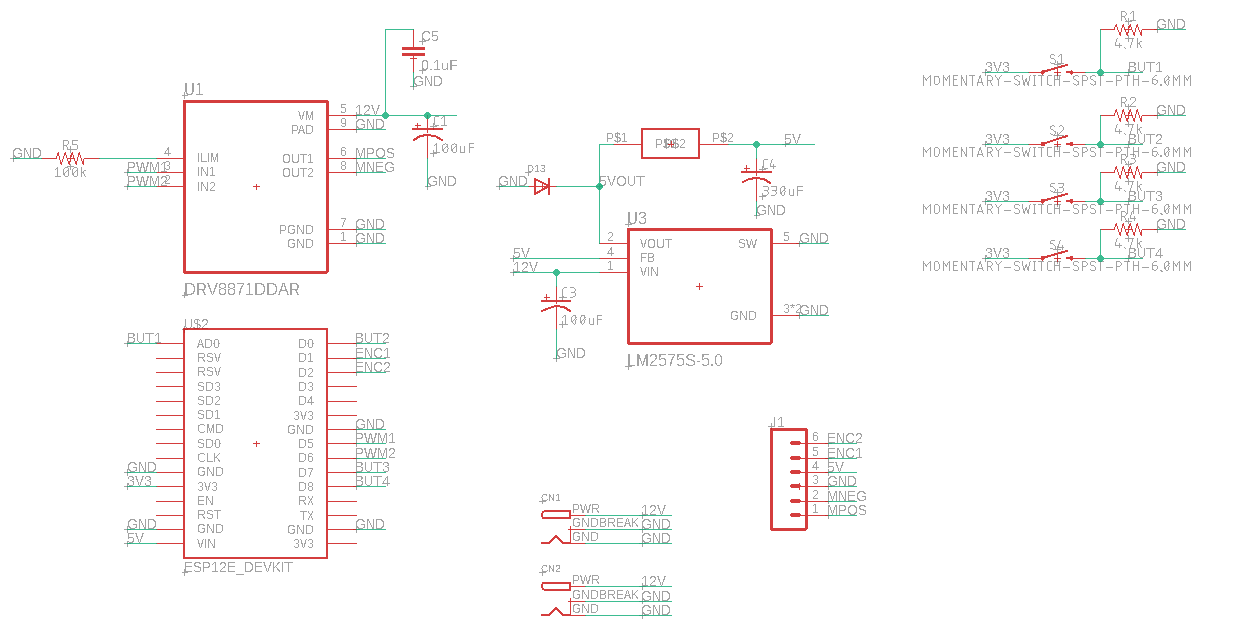 U1
VM 5 12V
PAD 9 GND
GND R5 100k 4 ILIM
PWM1 3 IN1
PWM2 2 IN2
OUT1 6 MPOS
OUT2 8 MNEG
PGND 7 GND
GND 1 GND
DRV8871DDAR
C5
0.1uF
GND
C1
100uF
GND
U$2
BUT1 AD0 D0 BUT2
RSV D1 ENC1
RSV D2 ENC2
SD3 D3
SD2 D4
SD1 3V3
CMD GND GND
SD0 D5 PWM1
CLK D6 PWM2
GND GND D7 BUT3
3V3 3V3 D8 BUT4
EN RX
RST TX
GND GND GND GND
5V VIN 3V3
ESP12E_DEVKIT
P$1 P$2 5V
D13
GND 5VOUT
C4
330uF
GND
U3
2 VOUT SW 5 GND
5V 4 FB
12V 1 VIN
GND 3*2 GND
LM2575S-5.0
C3
100uF
GND
J1
6 ENC2
5 ENC1
4 5V
3 GND
2 MNEG
1 MPOS
CN1
PWR 12V
GNDBREAK GND
GND GND
CN2
PWR 12V
GNDBREAK GND
GND GND
R1 GND
4.7k
3V3 S1 BUT1
MOMENTARY-SWITCH-SPST-PTH-6.0MM
R2 GND
4.7k
3V3 S2 BUT2
MOMENTARY-SWITCH-SPST-PTH-6.0MM
R3 GND
4.7k
3V3 S3 BUT3
MOMENTARY-SWITCH-SPST-PTH-6.0MM
R4 GND
4.7k
3V3 S4 BUT4
MOMENTARY-SWITCH-SPST-PTH-6.0MM